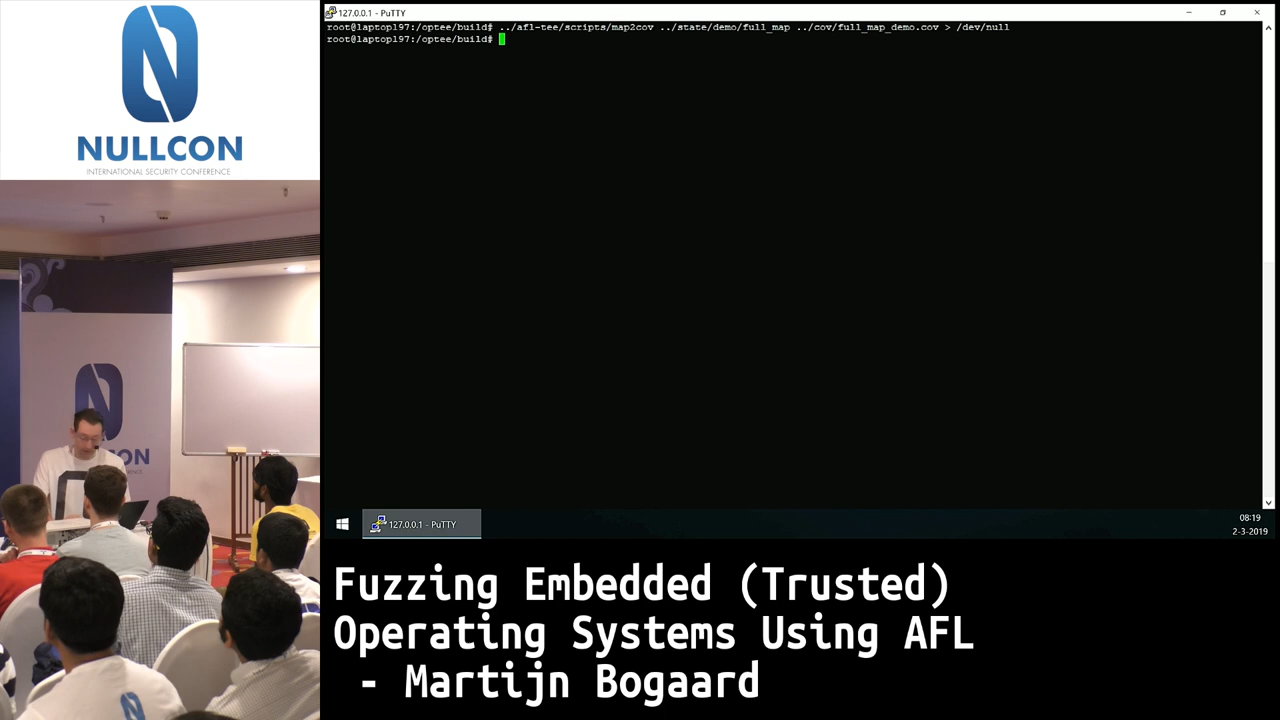 NULLCON
INTERNATIONAL SECURITY CONFERENCE
127.0.0.1 - PuTTY
root@laptop197:/optee/build# ../afl-tee/scripts/map2cov ../state/demo/full_map ../cov/full_map_demo.cov > /dev/null
root@laptop197:/optee/build#
127.0.0.1 - PuTTY
08:19
2-3-2019
Fuzzing Embedded (Trusted)
Operating Systems Using AFL
- Martijn Bogaard